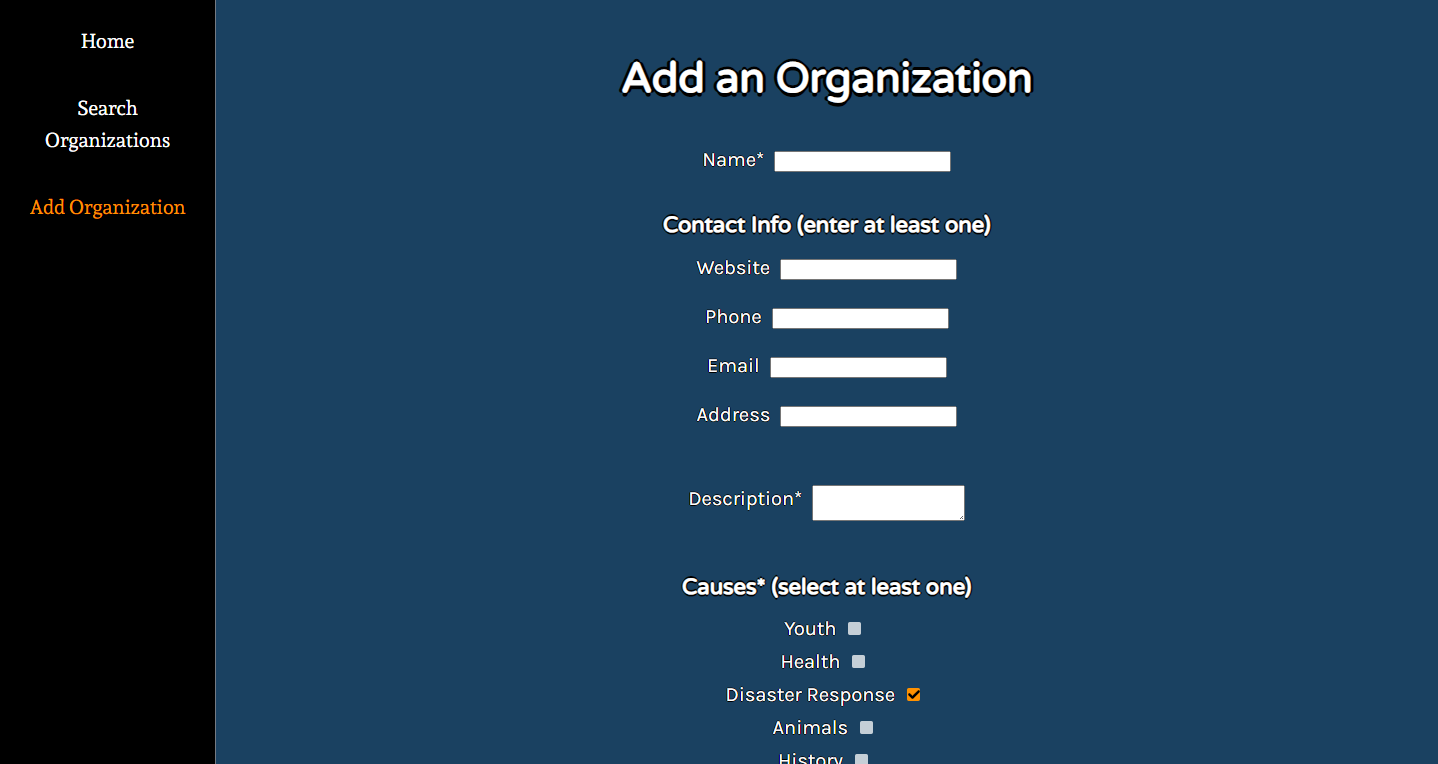 Home
Search
Organizations
Add Organization
Add an Organization
Name*
Contact Info (enter at least one)
Website
Phone
Email
Address
Description*
Causes* (select at least one)
Youth
Health
Disaster Response
Animals
History